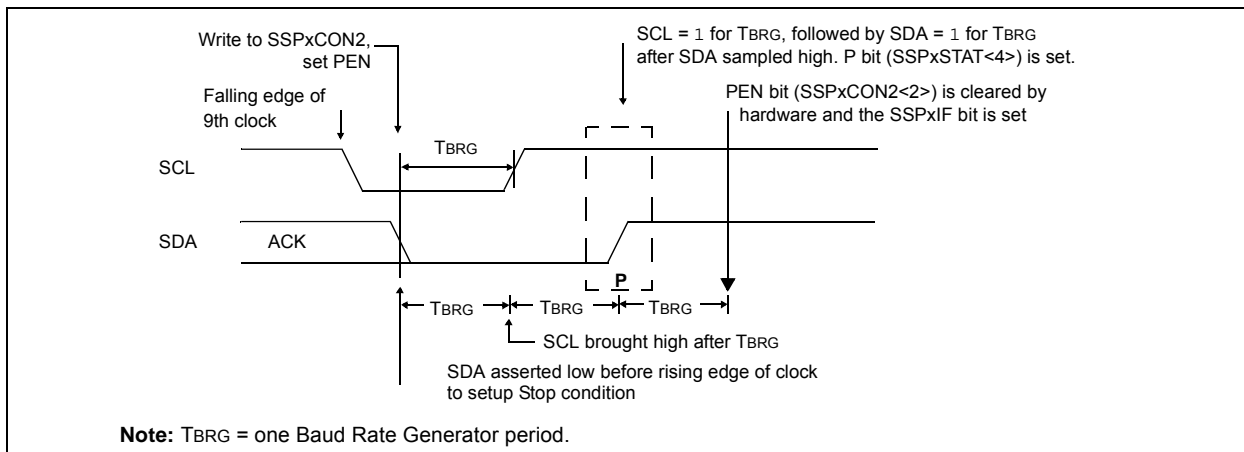 Write to SSPxCON2,
set PEN
SCL = 1 for TBRG, followed by SDA = 1 for TBRG
after SDA sampled high. P bit (SSPxSTAT<4>) is set.
Falling edge of
9th clock
PEN bit (SSPxCON2<2>) is cleared by
hardware and the SSPxIF bit is set
TBRG
SCL
SDA
ACK
P
TBRG
TBRG
TBRG
SCL brought high after TBRG
SDA asserted low before rising edge of clock
to setup Stop condition
Note: TBRG = one Baud Rate Generator period.